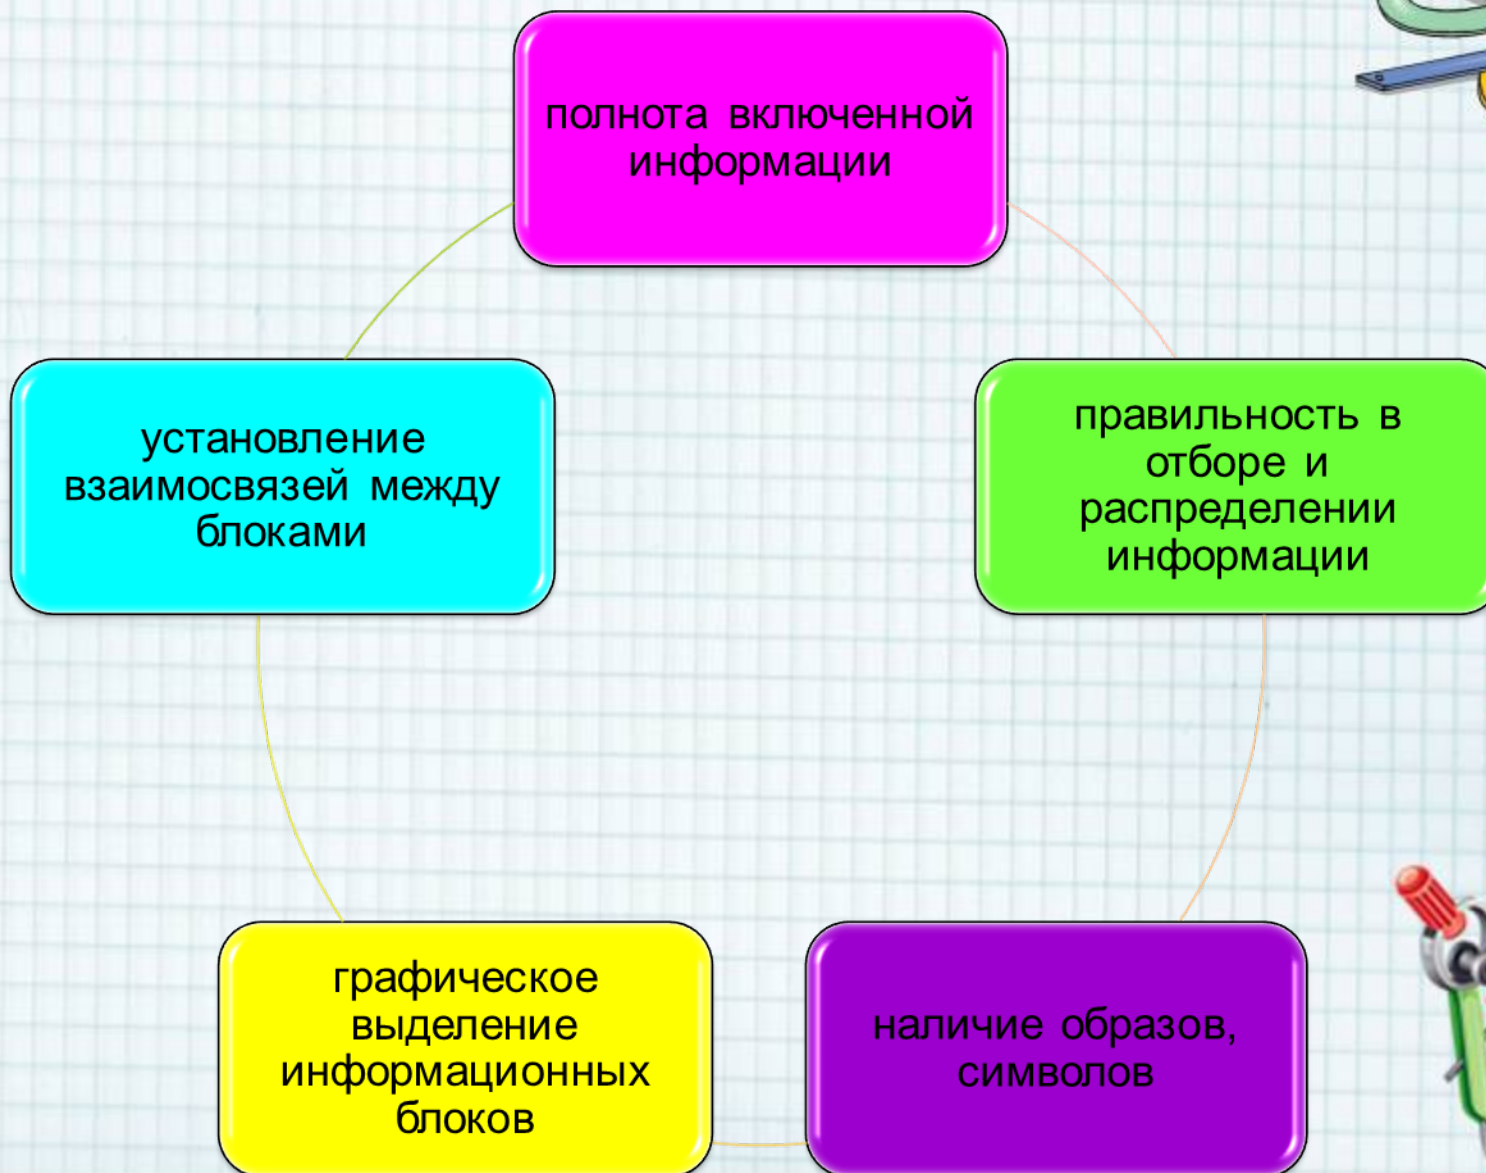 полнота включенной
информации
правильность в
отборе и
распределении
информации
наличие образов,
символов
графическое
выделение
информационных
блоков
установление
взаимосвязей между
блоками